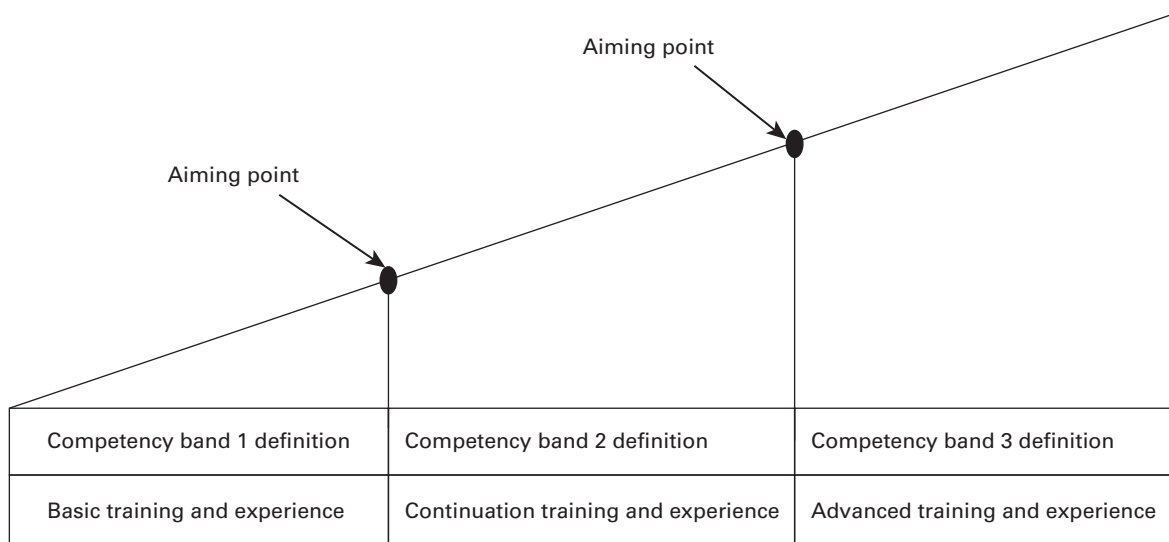 Aiming point
Aiming point
Competency band 1 definition
Competency band 2 definition
Competency band 3 definition
Basic training and experience
Continuation training and experience
Advanced training and experience